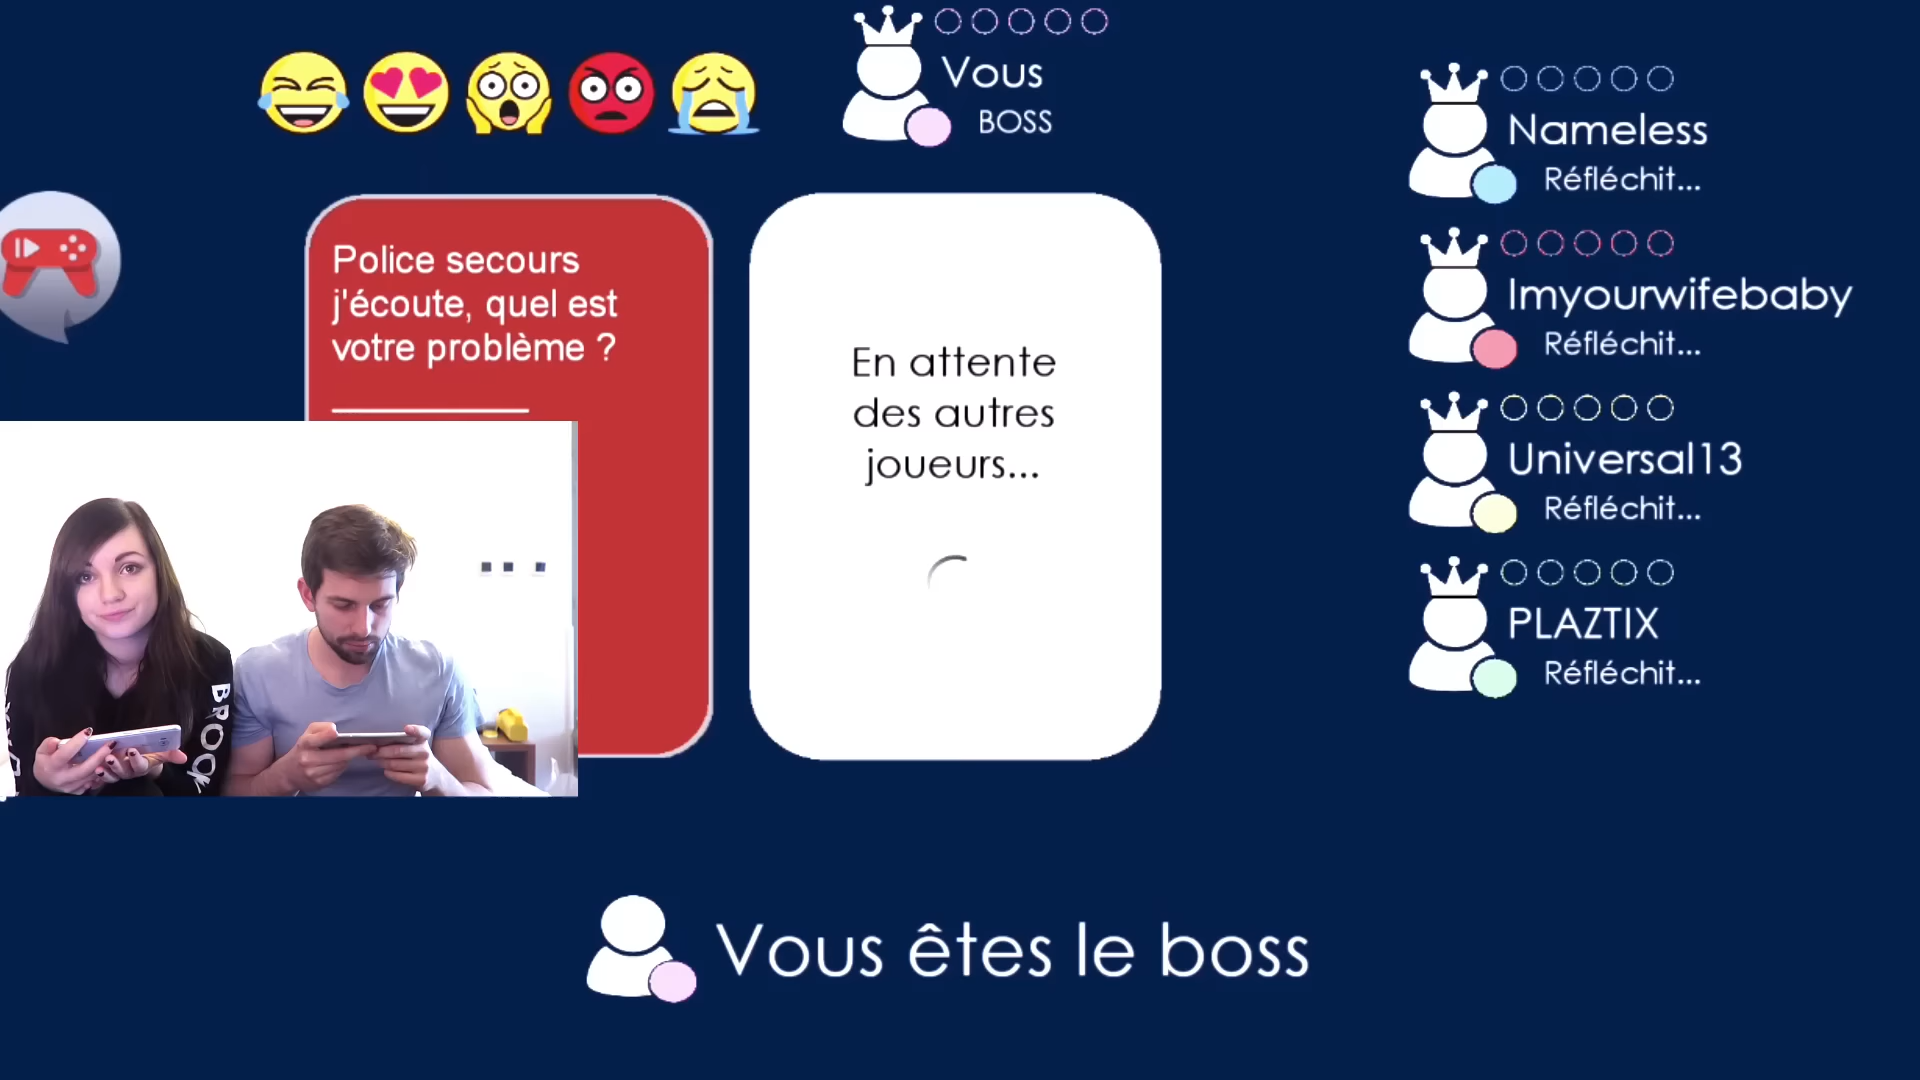 Vous
BOSS
Police secours
j'écoute, quel est
votre problème ?
En attente
des autres
joueurs...
Nameless
Réfléchit...
Imyourwifebaby
Réfléchit...
Universal13
Réfléchit...
PLAZTIX
Réfléchit...
BROOK
Vous êtes le boss